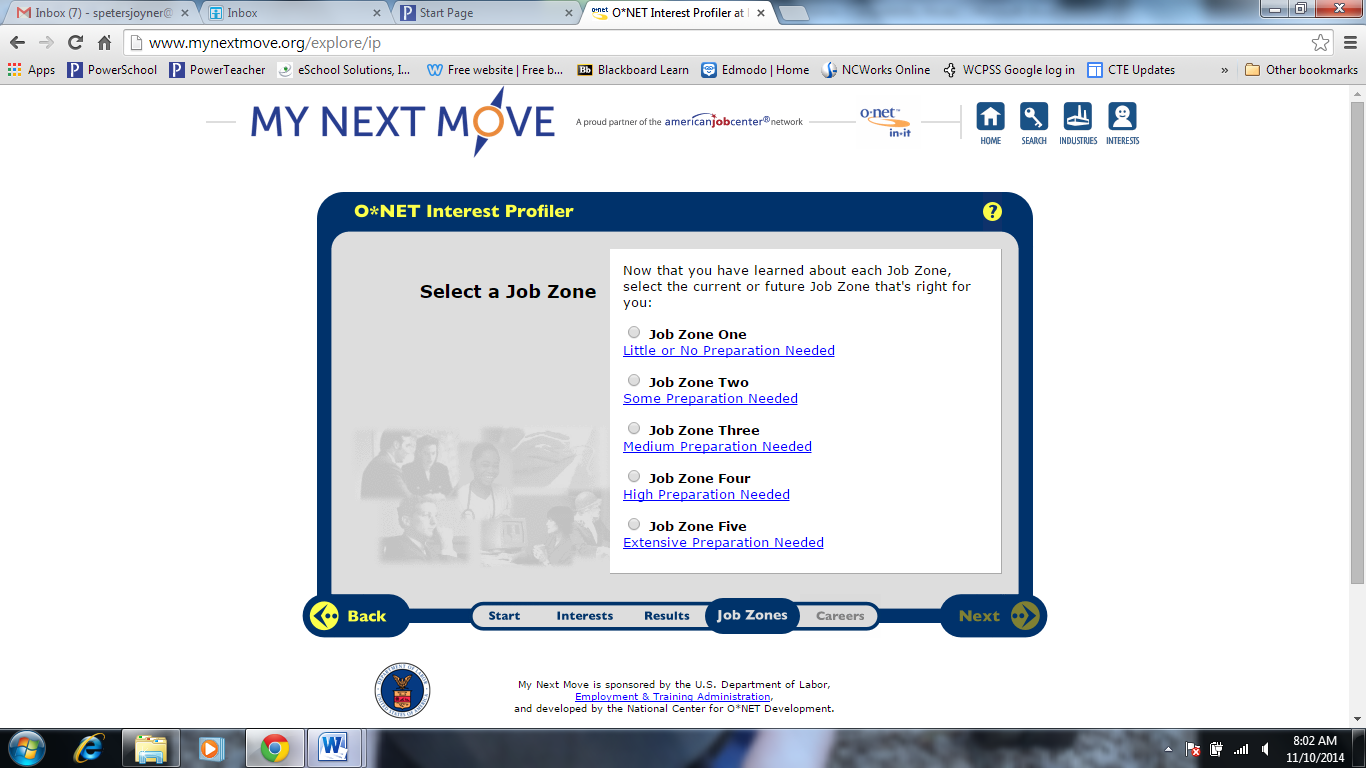 Inbox (7) - spetersjoyner@
Inbox
Start Page
O*NET Interest Profiler at
www.mynextmove.org/explore/ip
Apps
PowerSchool
PowerTeacher
eSchool Solutions, I...
Free website | Free b...
Blackboard Learn
Edmodo | Home
NCWorks Online
WCPSS Google log in
CTE Updates
»
Other bookmarks
MY NEXT MOVE
A proud partner of the americanjobcenter® network
o·net™
in-it
HOME
SEARCH
INDUSTRIES
INTERESTS
O*NET Interest Profiler
?
Select a Job Zone
Now that you have learned about each Job Zone,
select the current or future Job Zone that's right for
you:
Job Zone One
Little or No Preparation Needed
Job Zone Two
Some Preparation Needed
Job Zone Three
Medium Preparation Needed
Job Zone Four
High Preparation Needed
Job Zone Five
Extensive Preparation Needed
Back
Start
Interests
Results
Job Zones
Careers
Next
My Next Move is sponsored by the U.S. Department of Labor,
Employment & Training Administration,
and developed by the National Center for O*NET Development.
8:02 AM
11/10/2014